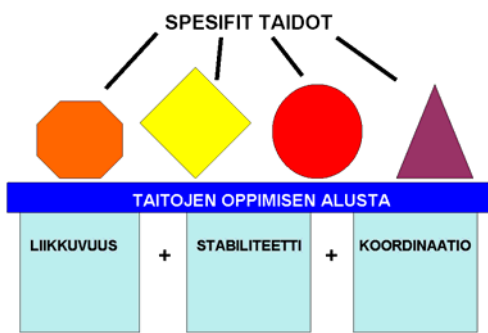 SPESIFIT TAIDOT
TAITOJEN OPPIMISEN ALUSTA
LIIKKUVUUS + STABILITEETTI + KOORDINAATIO